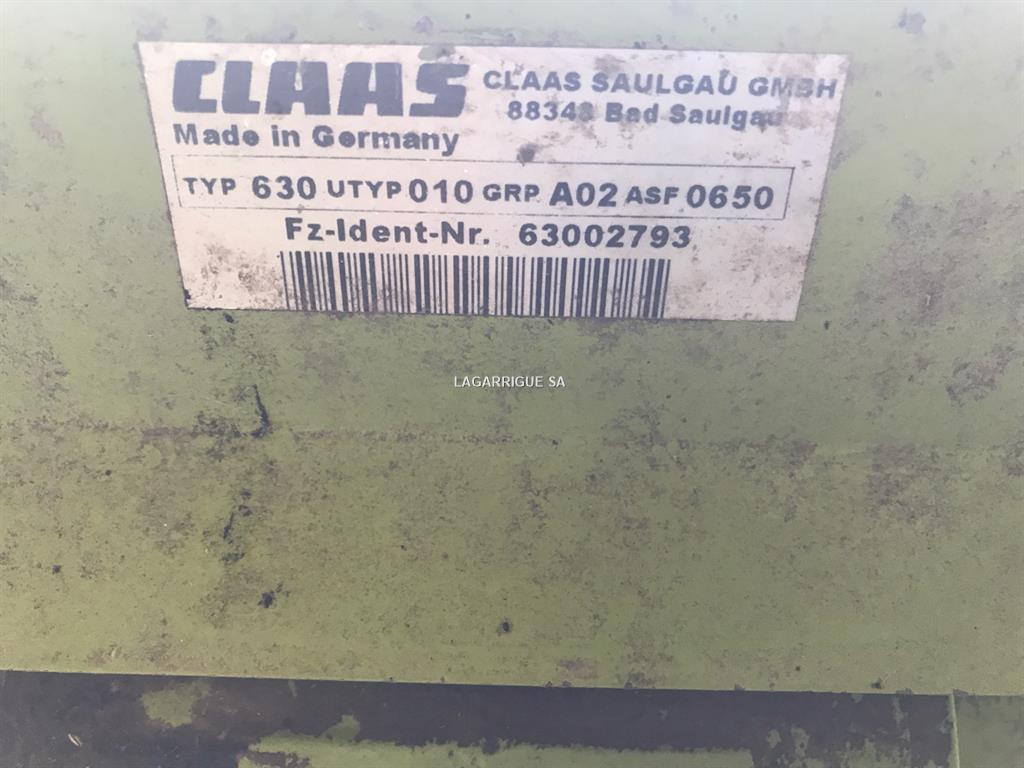 CLAAS CLAAS SAULGAU GMBH
88348 Bad Saulgau
Made in Germany
TYP 630 UTYP 010 GRP A02 ASF 0650
Fz-Ident-Nr. 63002793
LAGARRIGUE SA